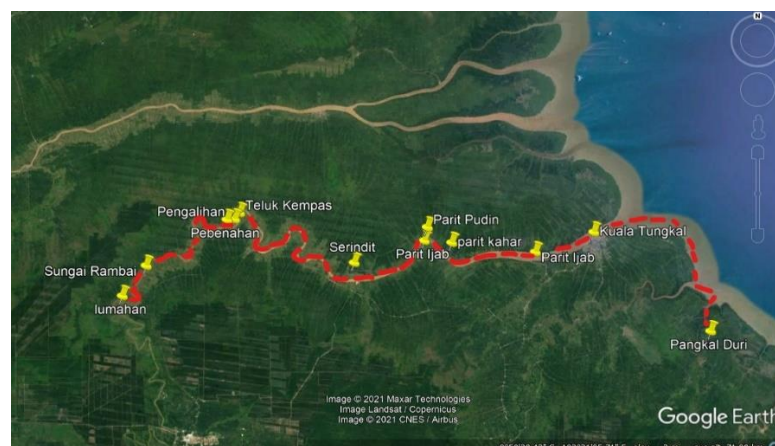 N
Teluk Kempas
Pengalihan
Pebenahan
Parit Pudin
Parit Ijab
parit kahar
Serindit
Kuala Tungkal
Parit Ijab
Sungai Rambai
lumahan
Pangkal Duri
Image © 2021 Maxar Technologies
Image Landsat / Copernicus
Image © 2021 CNES / Airbus
Google Earth